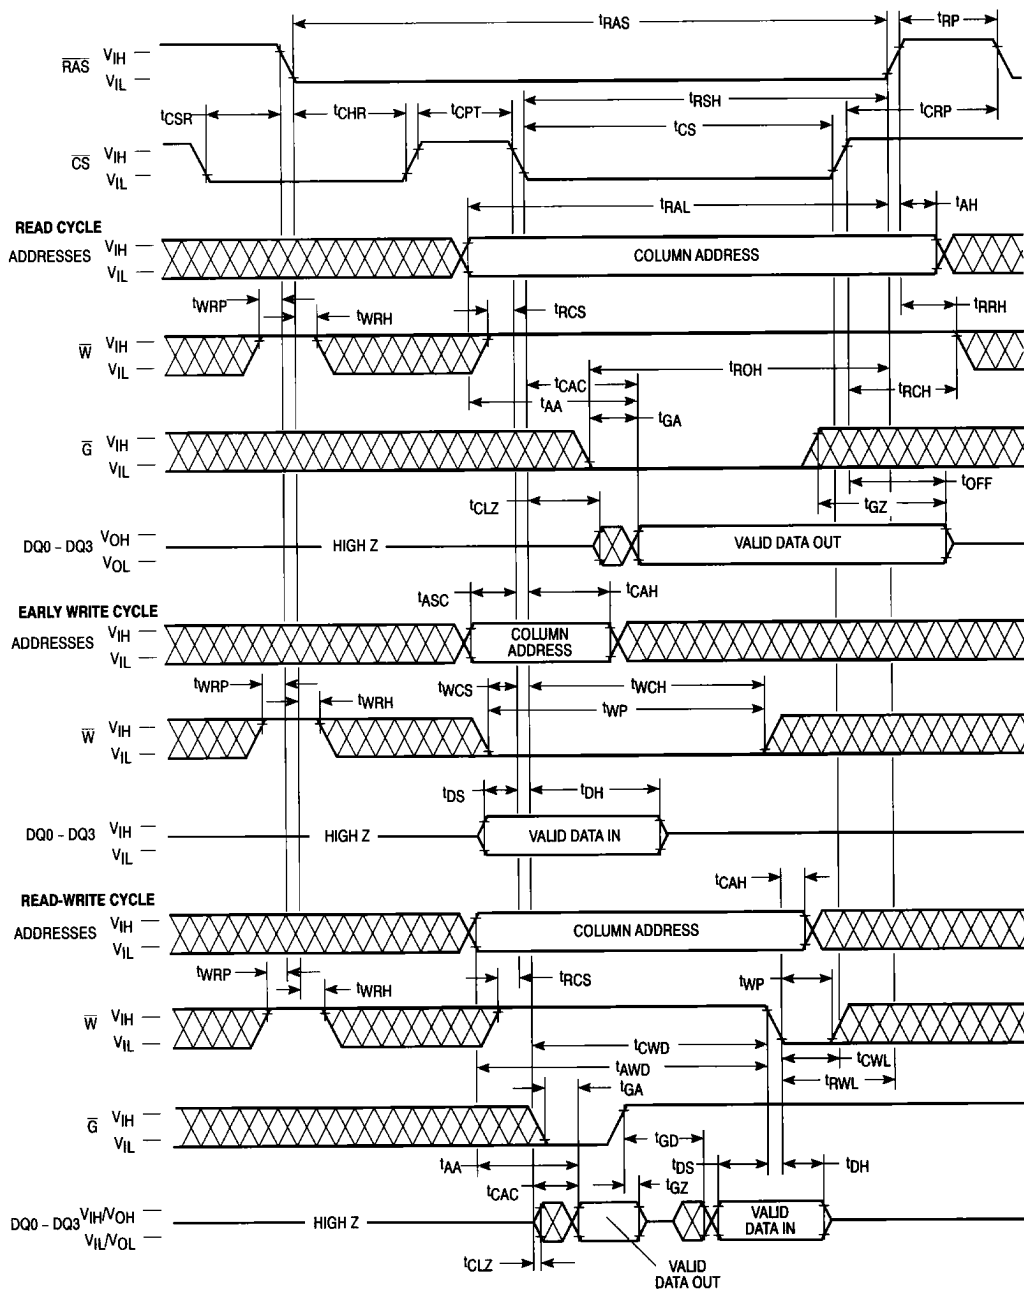 tRAS
tRP
RAS
VIH
VIL
tCSR
tCHR
tCPT
tRSH
tCS
tCRP
CS
VIH
VIL
tRAL
tAH
READ CYCLE
ADDRESSES
VIH
VIL
COLUMN ADDRESS
tWRP
tWRH
tRCS
tRRH
W
VIH
VIL
tROH
tCAC
tRCH
tAA
tGA
G
VIH
VIL
tOFF
tCLZ
tGZ
DQ0 – DQ3
VOH
VOL
HIGH Z
VALID DATA OUT
tASC
tCAH
EARLY WRITE CYCLE
ADDRESSES
VIH
VIL
COLUMN
ADDRESS
tWRP
tWRH
tWCS
tWCH
tWP
W
VIH
VIL
tDS
tDH
DQ0 – DQ3
VIH
VIL
HIGH Z
VALID DATA IN
tCAH
READ-WRITE CYCLE
ADDRESSES
VIH
VIL
COLUMN ADDRESS
tWRP
tWRH
tRCS
tWP
W
VIH
VIL
tCWD
tCWL
tAWD
tRWL
tGA
G
VIH
VIL
tGD
tAA
tDS
tDH
tCAC
tGZ
DQ0 – DQ3
VIH/VOH
VIL/VOL
HIGH Z
VALID
DATA IN
tCLZ
VALID
DATA OUT